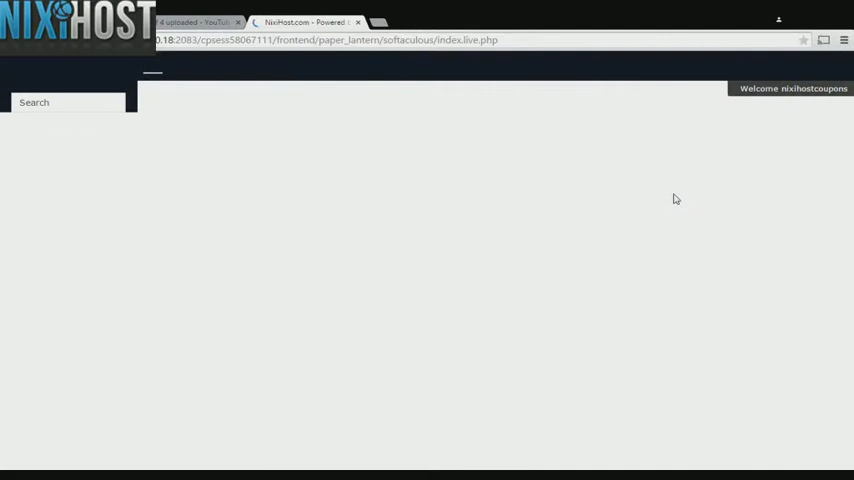 NIXIHOST
4 uploaded - YouTub
NixiHost.com - Powered b
0.18:2083/cpsess58067111/frontend/paper_lantern/softaculous/index.live.php
Welcome nixihostcoupons
Search